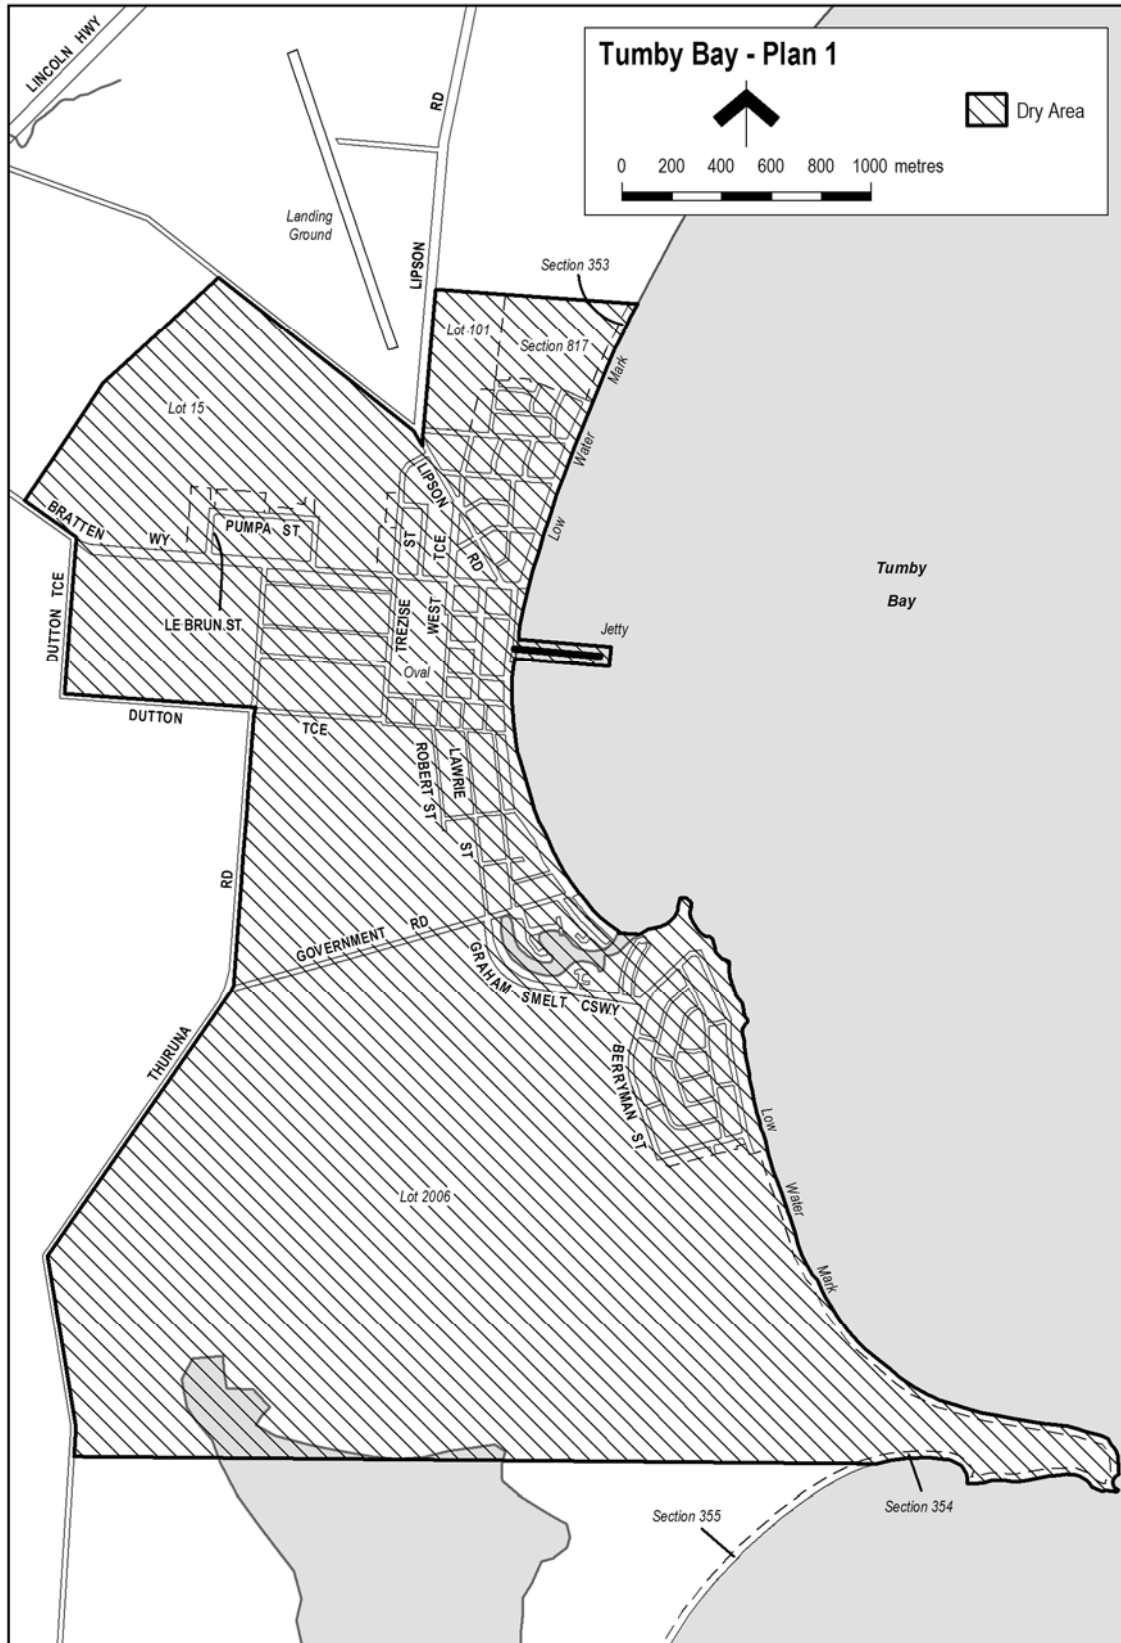 LINCOLN HWY
RD
Tumby Bay - Plan 1
Dry Area
0 200 400 600 800 1000 metres
Landing
Ground
LIPSON
Section 353
Lot 101
Section 817
Mark
Lot 15
Water
LIPSON
BRATTEN
WY
PUMPA ST
ST
TCE
RD
Low
Tumby
Bay
DUTTON TCE
LE BRUN ST
TREZISE
WEST
Jetty
Oval
DUTTON
TCE
ROBERT ST
LAWRIE
ST
RD
GOVERNMENT RD
GRAHAM
SMELT
CSWY
THURUNA
BERRYMAN
ST
Low
Lot 2006
Water
Mark
Section 355
Section 354